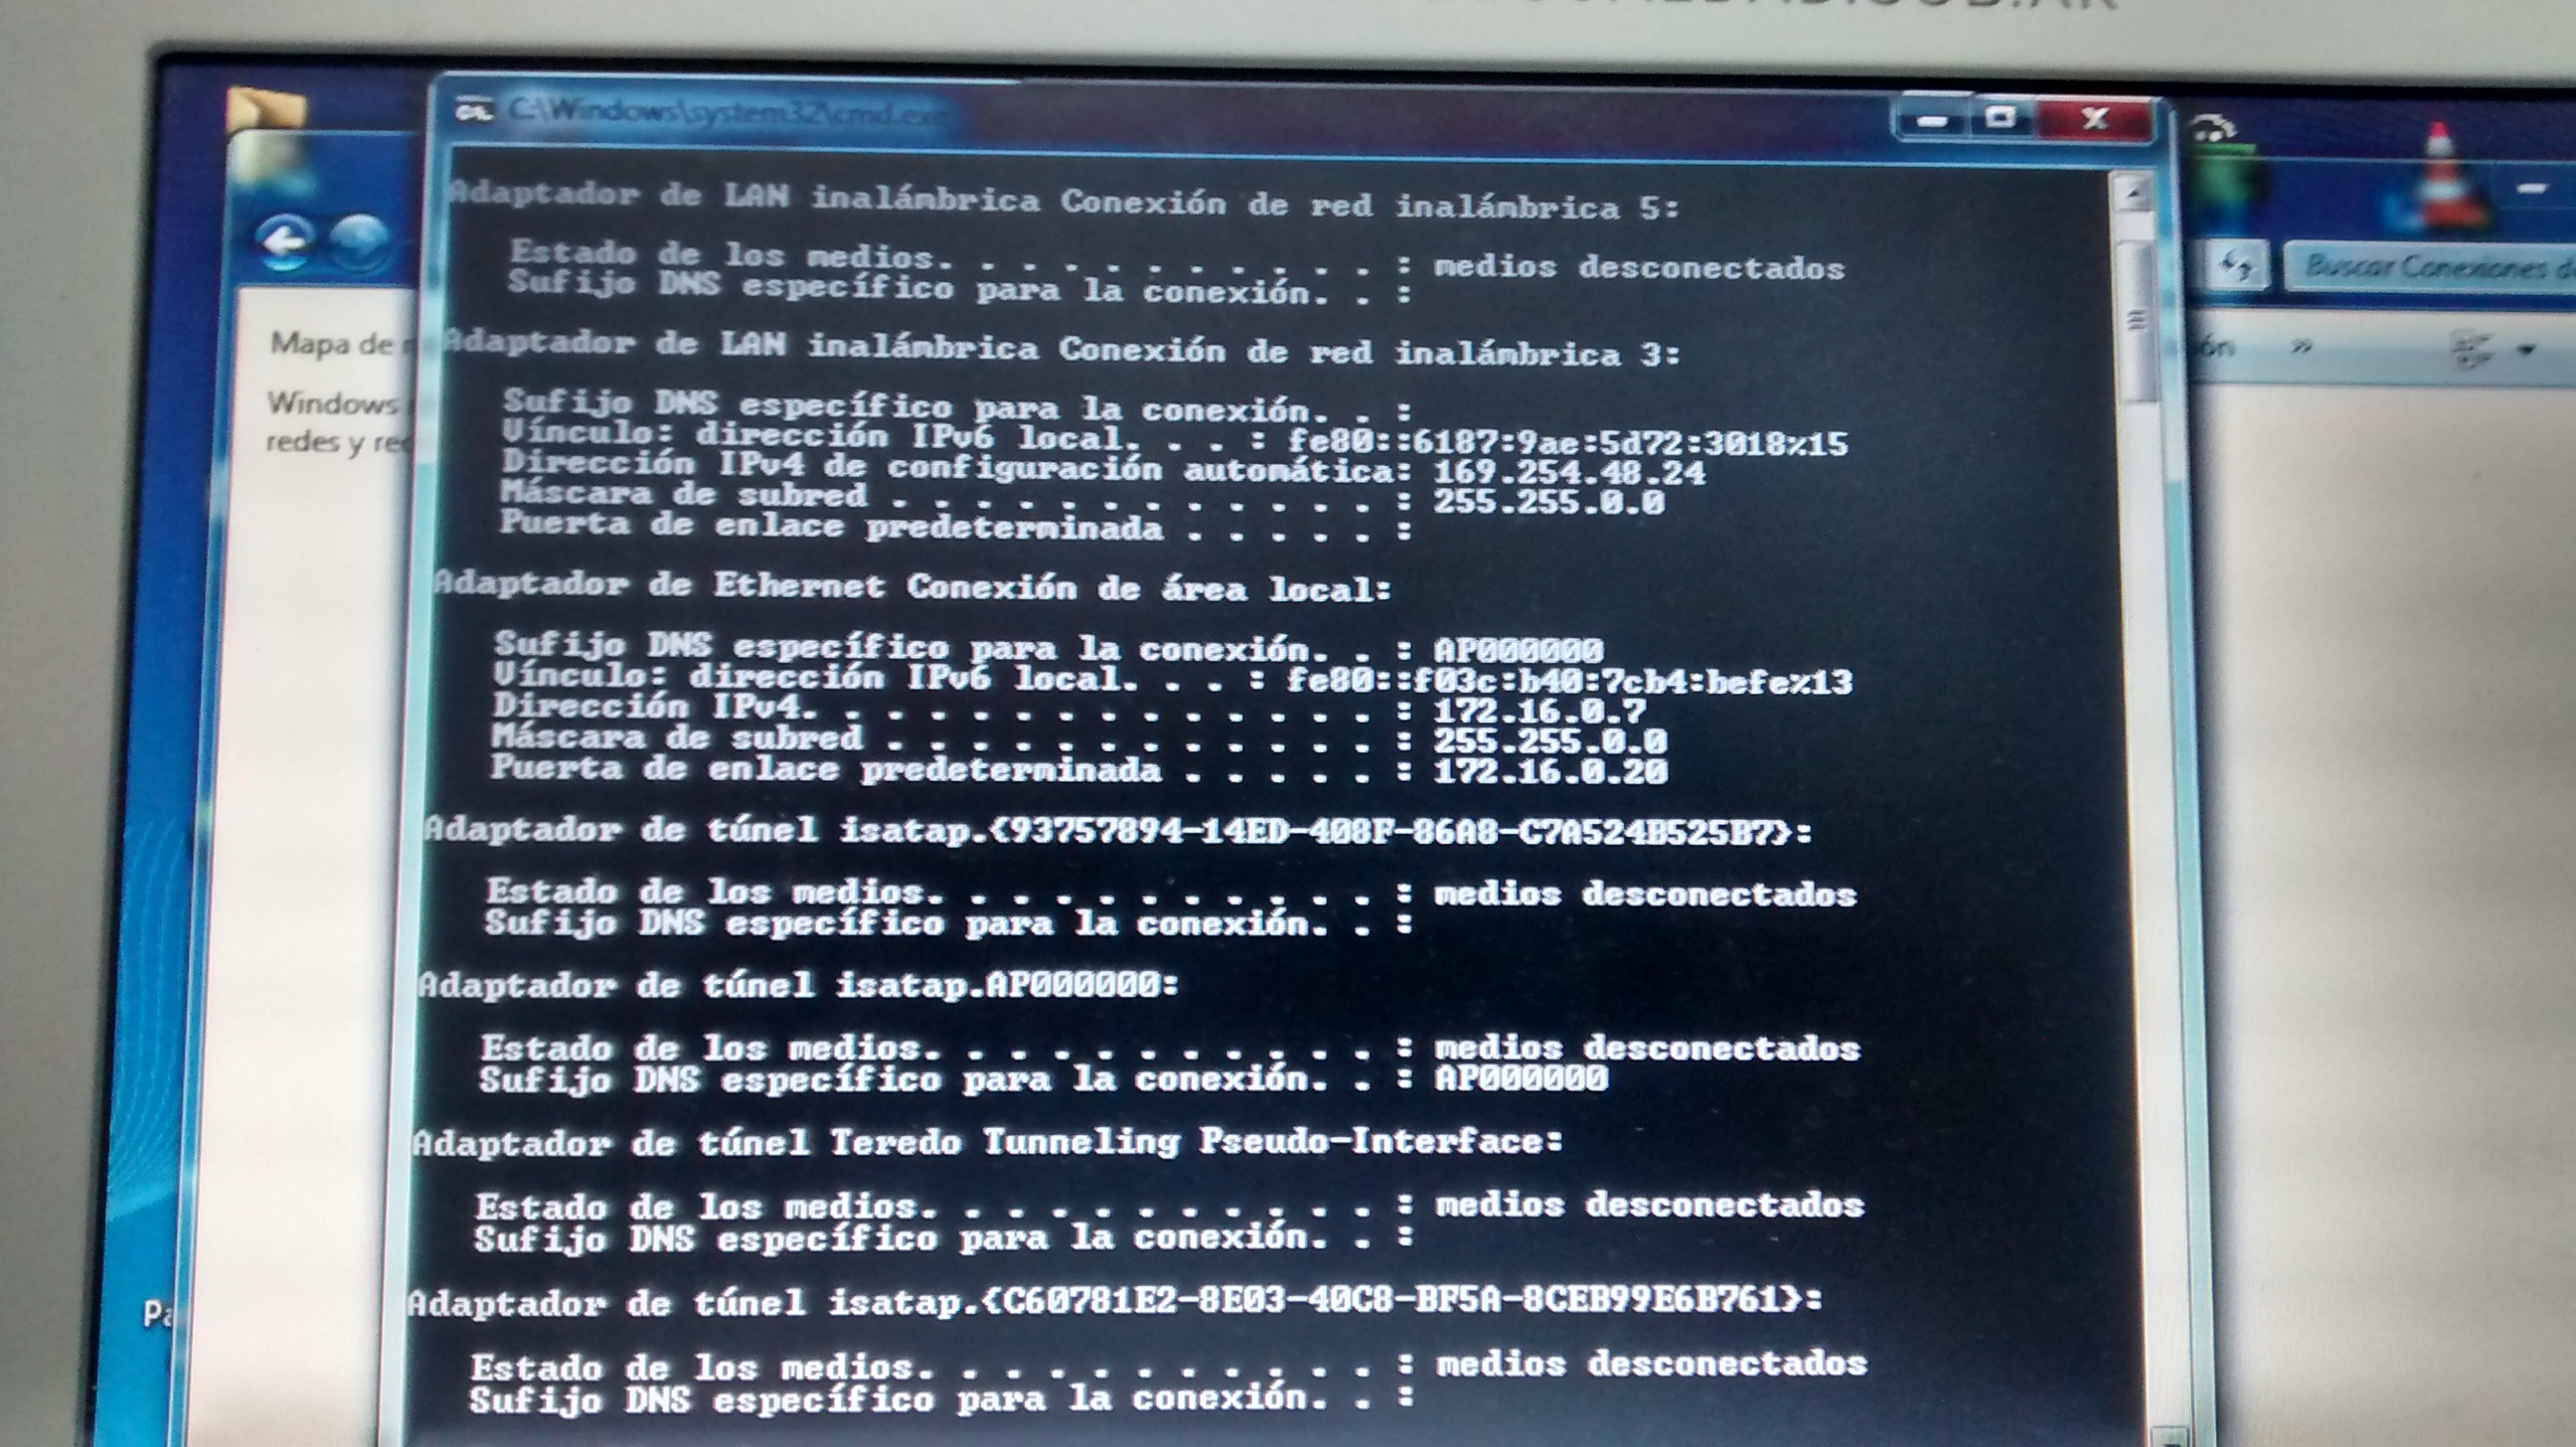 C:\Windows\system32\cmd.exe
Adaptador de LAN inalámbrica Conexión de red inalámbrica 5:
Estado de los medios. . . . . . . . . . . : medios desconectados
Sufijo DNS específico para la conexión. . :
Adaptador de LAN inalámbrica Conexión de red inalámbrica 3:
Sufijo DNS específico para la conexión. . :
Vínculo: dirección IPv6 local. . . : fe80::6187:9ae:5d72:3018%15
Dirección IPv4 de configuración automática: 169.254.48.24
Máscara de subred . . . . . . . . . . . . : 255.255.0.0
Puerta de enlace predeterminada . . . . . :
Adaptador de Ethernet Conexión de área local:
Sufijo DNS específico para la conexión. . : AP000000
Vínculo: dirección IPv6 local. . . : fe80::f03c:b40:7cb4:befe%13
Dirección IPv4. . . . . . . . . . . . . . : 172.16.0.7
Máscara de subred . . . . . . . . . . . . : 255.255.0.0
Puerta de enlace predeterminada . . . . . : 172.16.0.20
Adaptador de túnel isatap.{93757894-14ED-408F-86A8-C7A524B525B7}:
Estado de los medios. . . . . . . . . . . : medios desconectados
Sufijo DNS específico para la conexión. . :
Adaptador de túnel isatap.AP000000:
Estado de los medios. . . . . . . . . . . : medios desconectados
Sufijo DNS específico para la conexión. . : AP000000
Adaptador de túnel Teredo Tunneling Pseudo-Interface:
Estado de los medios. . . . . . . . . . . : medios desconectados
Sufijo DNS específico para la conexión. . :
Adaptador de túnel isatap.{C60781E2-8E03-40C8-BF5A-8CEB99E6B761}:
Estado de los medios. . . . . . . . . . . : medios desconectados
Sufijo DNS específico para la conexión. . :
Mapa de
Windows
redes y
Buscar Conexiones